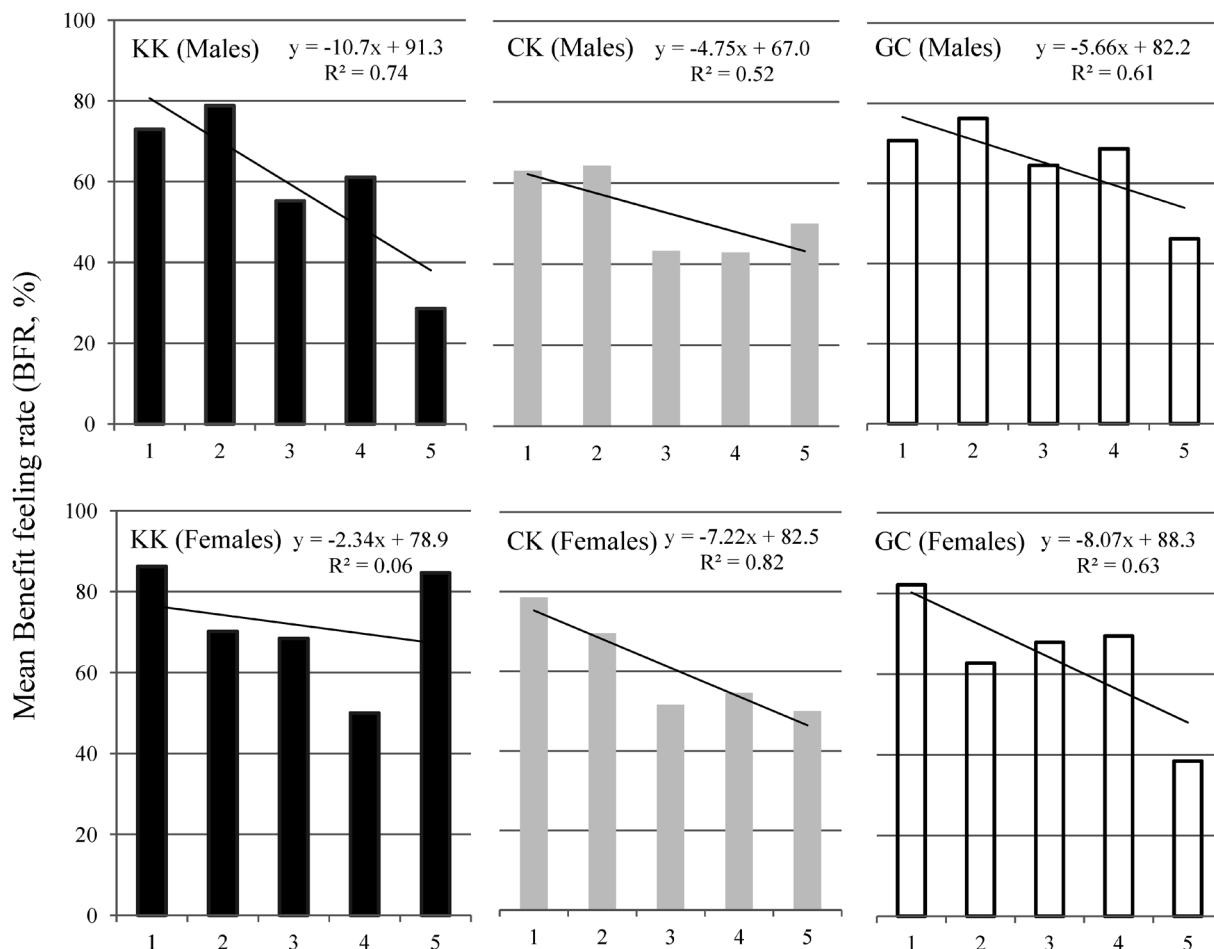 Mean Benefit feeling rate (BFR, %)
100
80
60
40
20
0
KK (Males) y = -10.7x + 91.3
R² = 0.74
1 2 3 4 5
CK (Males) y = -4.75x + 67.0
R² = 0.52
1 2 3 4 5
GC (Males) y = -5.66x + 82.2
R² = 0.61
1 2 3 4 5
100
80
60
40
20
0
KK (Females) y = -2.34x + 78.9
R² = 0.06
1 2 3 4 5
CK (Females) y = -7.22x + 82.5
R² = 0.82
1 2 3 4 5
GC (Females) y = -8.07x + 88.3
R² = 0.63
1 2 3 4 5